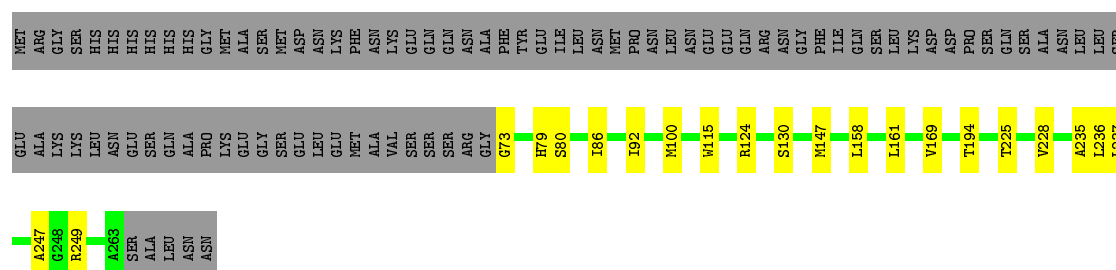 MET ARG GLY SER HIS HIS HIS HIS HIS HIS GLY MET ALA SER MET ASP ASN LYS PHE ASN LYS GLU GLN GLN ASN ALA PHE TYR GLU ILE LEU ASN MET PRO ASN LEU ASN GLU GLU GLN ARG ASN GLY PHE ILE GLN SER LEU LYS ASP ASP PRO SER GLN SER ALA ASN LEU LEU SER
GLU ALA LYS LYS LEU ASN GLU SER GLN ALA PRO LYS GLU GLY SER GLU LEU GLU MET ALA VAL SER SER SER ARG GLY G73 H79 S80 I86 I92 M100 W115 R124 S130 M147 L158 L161 V169 T194 T225 V228 A235 L236
A247 G248 R249 A263 SER ALA LEU ASN ASN